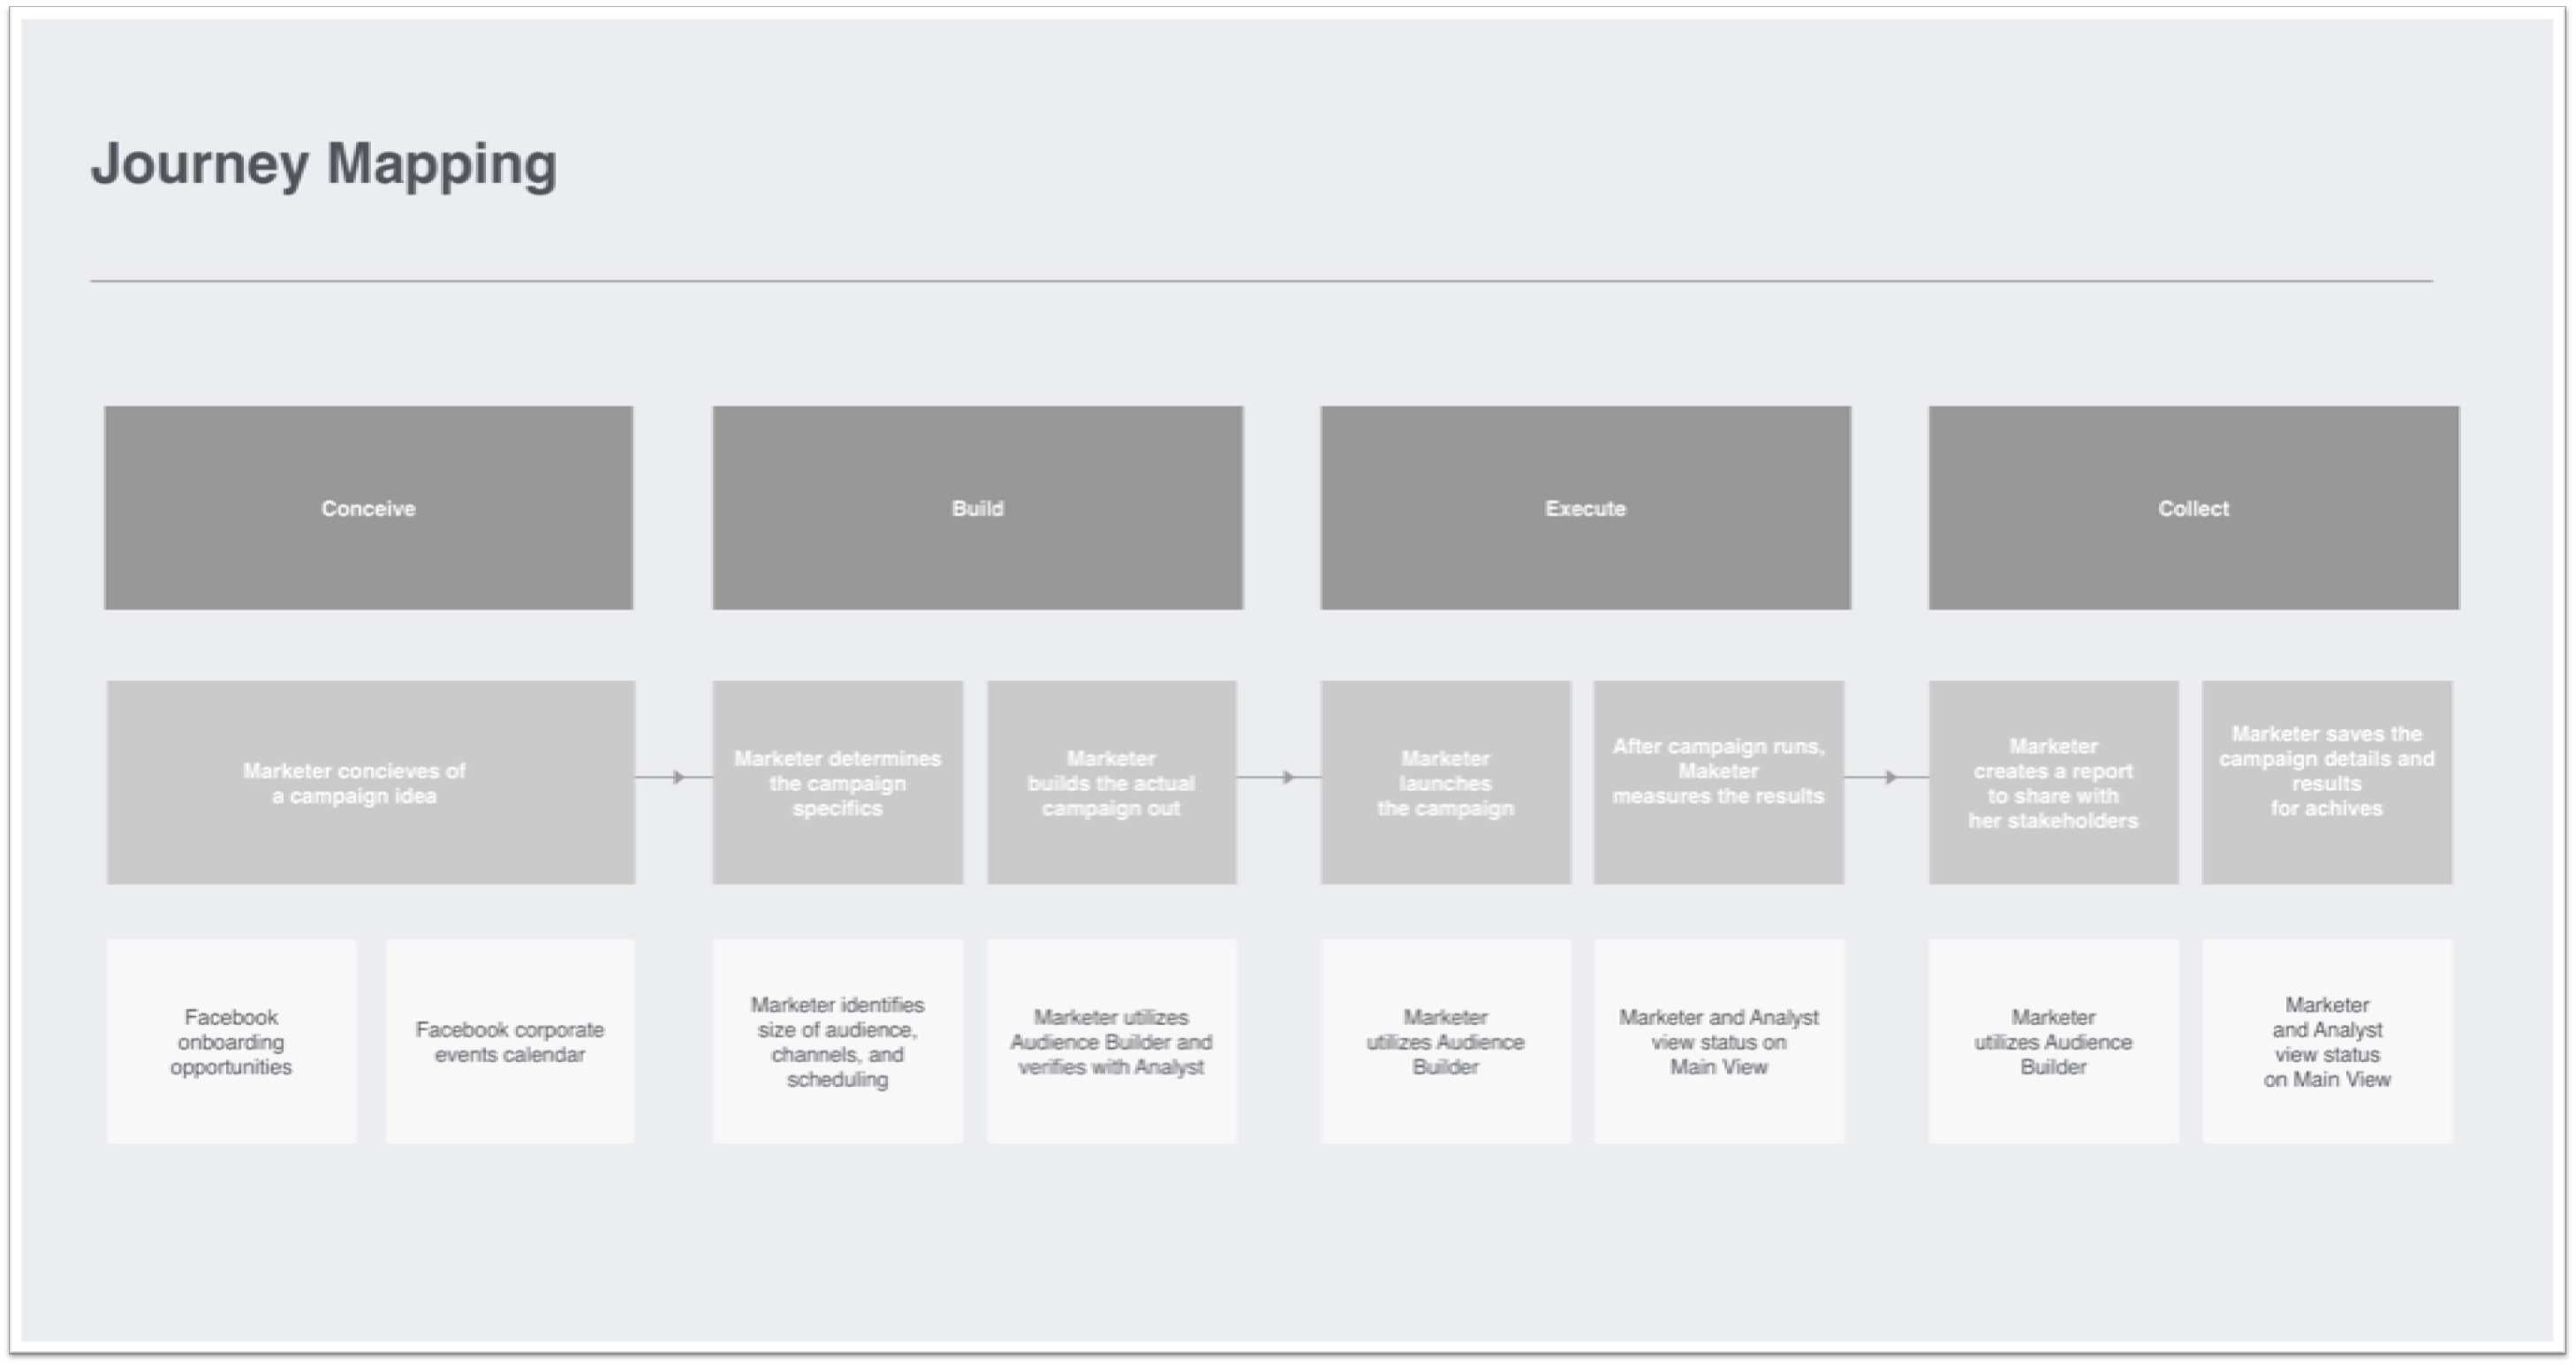 Journey Mapping
Conceive
Build
Execute
Collect
Marketer concieves of
a campaign idea
Marketer determines
the campaign
specifics
Marketer
builds the actual
campaign out
Marketer
launches
the campaign
After campaign runs,
Maketer
measures the results
Marketer
creates a report
to share with
her stakeholders
Marketer saves the
campaign details and
results
for achives
Facebook
onboarding
opportunities
Facebook corporate
events calendar
Marketer identifies
size of audience,
channels, and
scheduling
Marketer utilizes
Audience Builder and
verifies with Analyst
Marketer
utilizes Audience
Builder
Marketer and Analyst
view status on
Main View
Marketer
utilizes Audience
Builder
Marketer
and Analyst
view status
on Main View